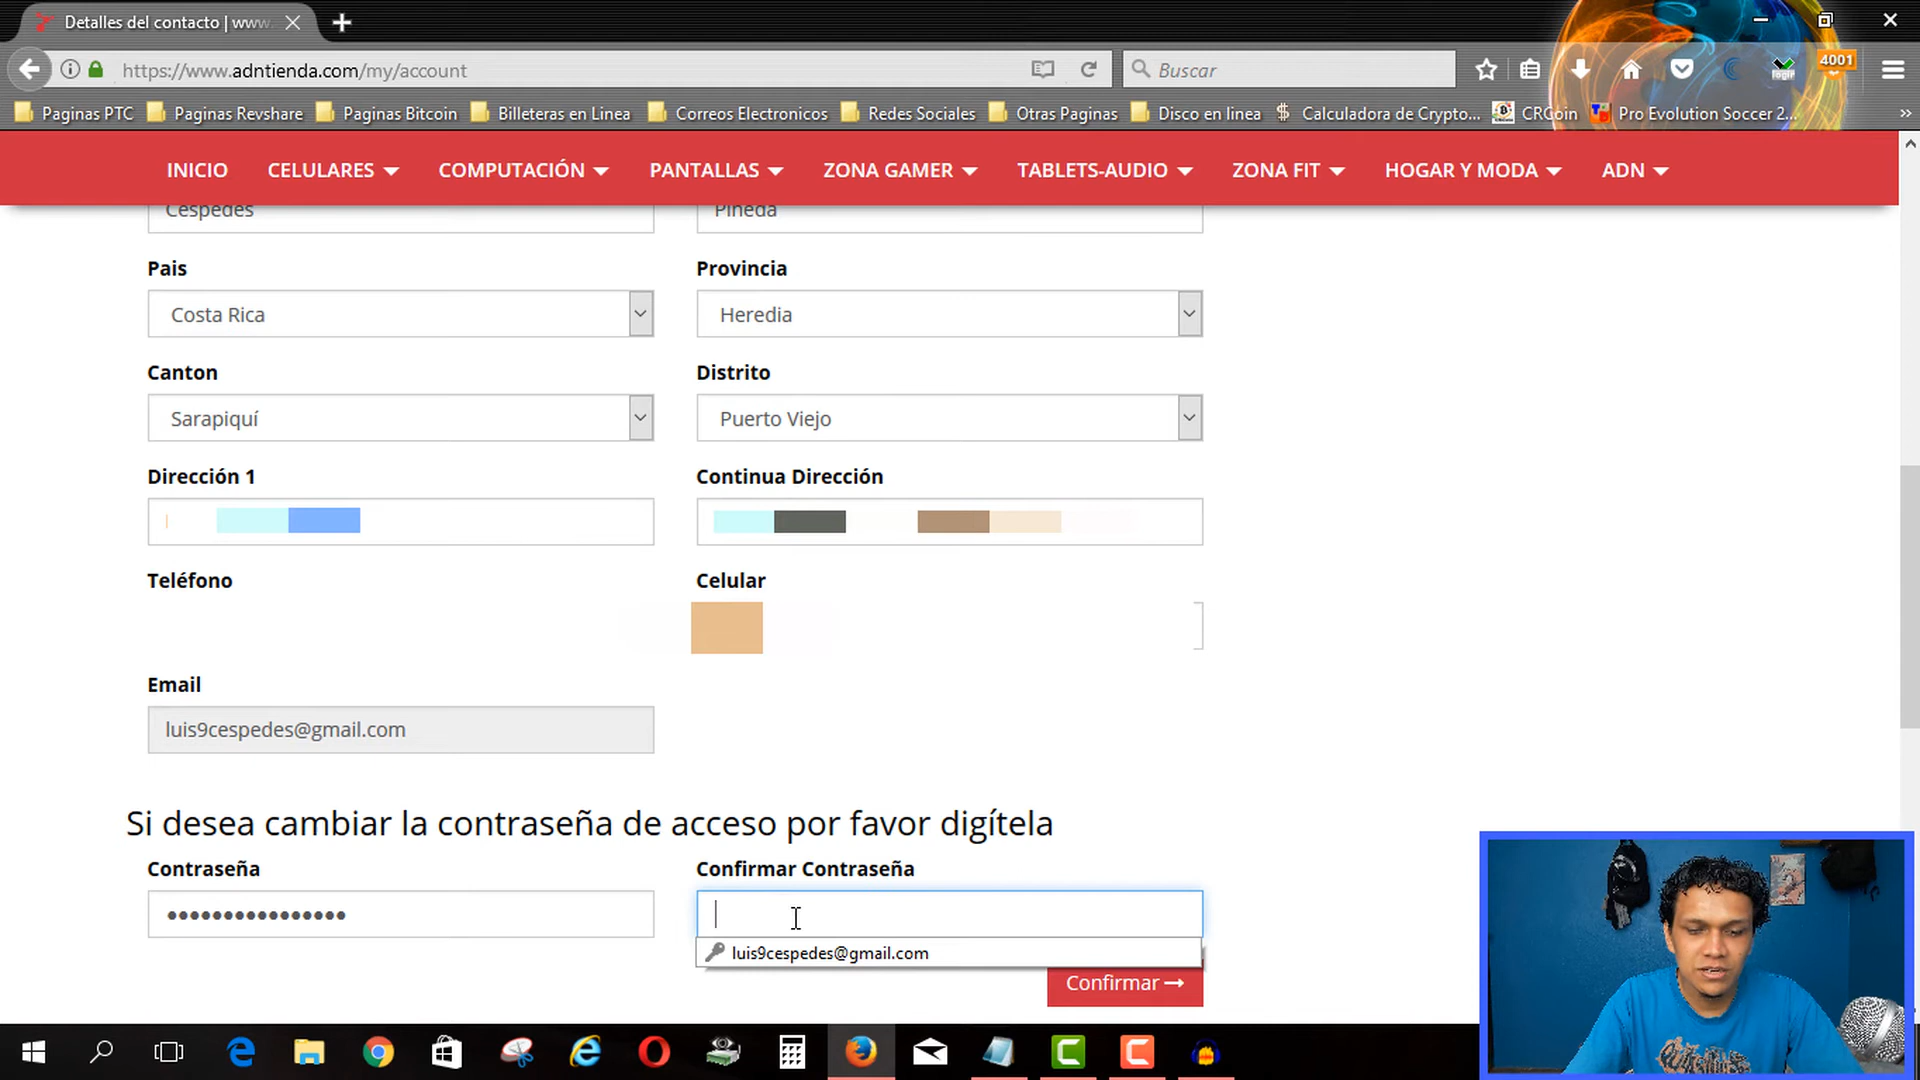 Detalles del contacto | www.
https://www.adntienda.com/my/account
Buscar
4001
Paginas PTC
Paginas Revshare
Paginas Bitcoin
Billeteras en Linea
Correos Electronicos
Redes Sociales
Otras Paginas
Disco en linea
Calculadora de Crypto...
CRCoin
Pro Evolution Soccer 2...
INICIO
CELULARES
COMPUTACIÓN
PANTALLAS
ZONA GAMER
TABLETS-AUDIO
ZONA FIT
HOGAR Y MODA
ADN
Cespedes
Pineda
Pais
Provincia
Costa Rica
Heredia
Canton
Distrito
Sarapiquí
Puerto Viejo
Dirección 1
Continua Dirección
Teléfono
Celular
Email
luis9cespedes@gmail.com
Si desea cambiar la contraseña de acceso por favor digítela
Contraseña
Confirmar Contraseña
luis9cespedes@gmail.com
Confirmar